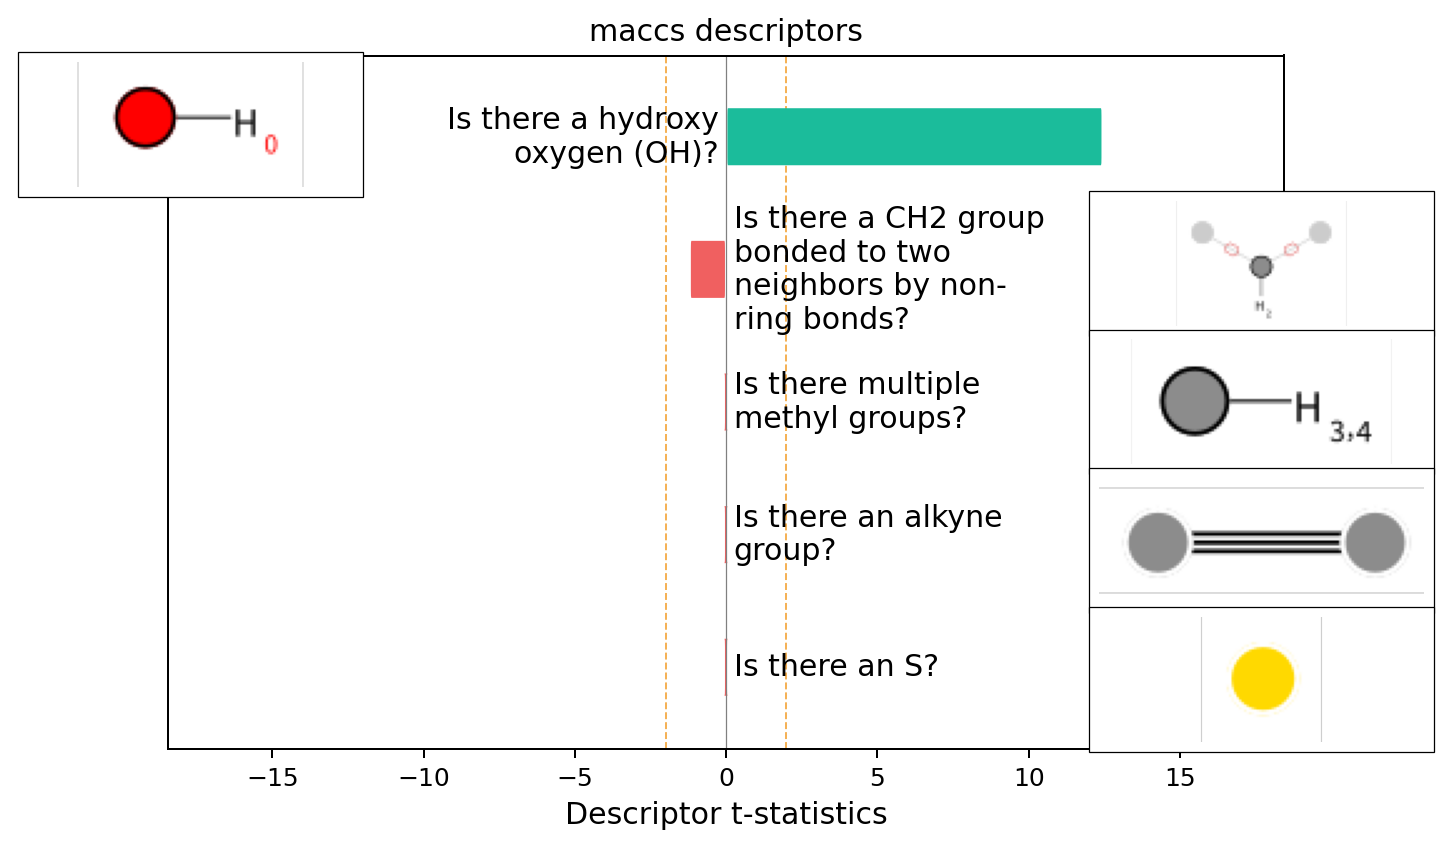 maccs descriptors
H
0
Is there a hydroxy
oxygen (OH)?
Is there a CH2 group
bonded to two
neighbors by non-
ring bonds?
H
2
Is there multiple
methyl groups?
H
3,4
Is there an alkyne
group?
Is there an S?
−15 −10 −5 0 5 10 15
Descriptor t-statistics